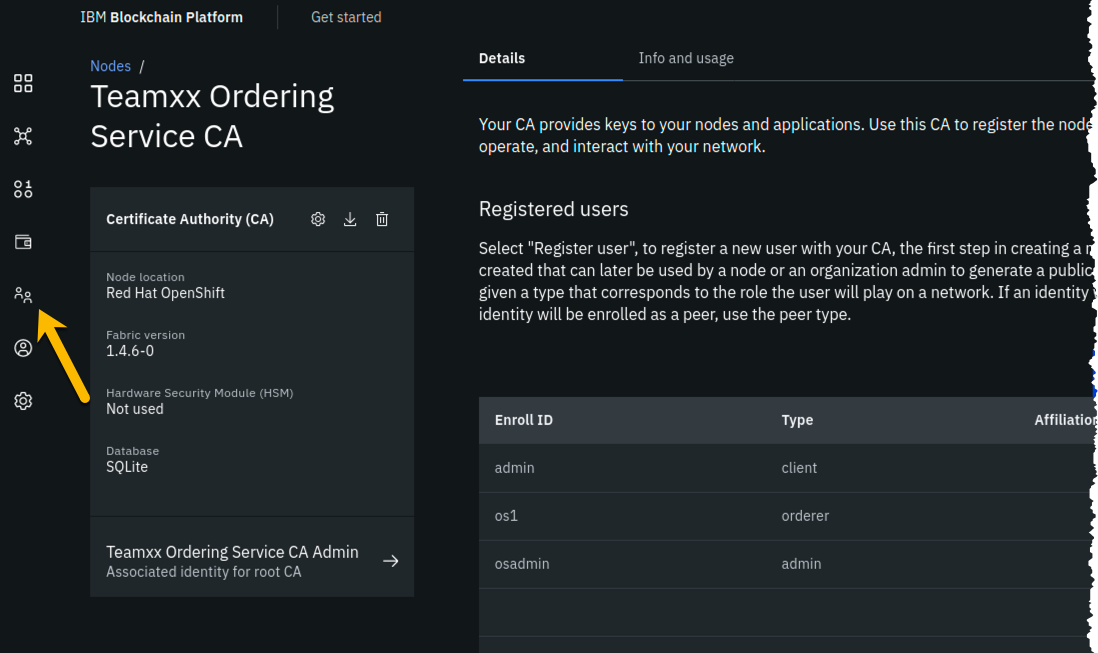 IBM Blockchain Platform
Get started
Nodes /
Teamxx Ordering
Service CA
Certificate Authority (CA)
Node location
Red Hat OpenShift
Fabric version
1.4.6-0
Hardware Security Module (HSM)
Not used
Database
SQLite
Teamxx Ordering Service CA Admin
Associated identity for root CA
Details
Info and usage
Your CA provides keys to your nodes and applications. Use this CA to register the node
operate, and interact with your network.
Registered users
Select "Register user", to register a new user with your CA, the first step in creating a
created that can later be used by a node or an organization admin to generate a public
given a type that corresponds to the role the user will play on a network. If an identity
identity will be enrolled as a peer, use the peer type.
Enroll ID Type Affiliation
admin client
os1 orderer
osadmin admin